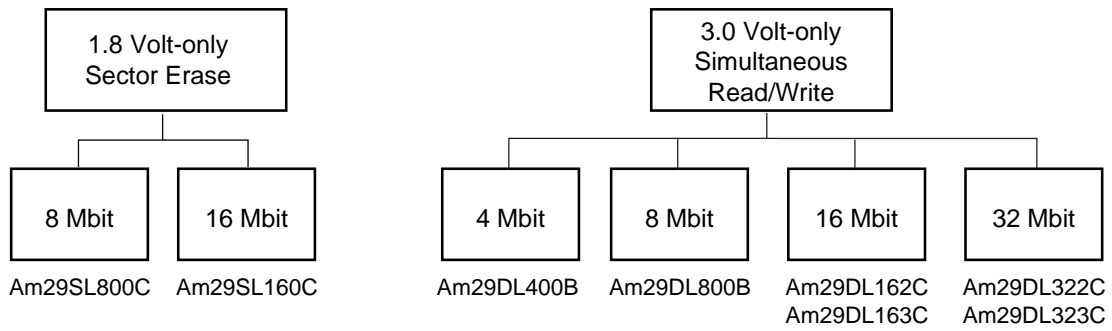 1.8 Volt-only
Sector Erase
8 Mbit
16 Mbit
Am29SL800C
Am29SL160C
3.0 Volt-only
Simultaneous
Read/Write
4 Mbit
8 Mbit
16 Mbit
32 Mbit
Am29DL400B
Am29DL800B
Am29DL162C
Am29DL163C
Am29DL322C
Am29DL323C